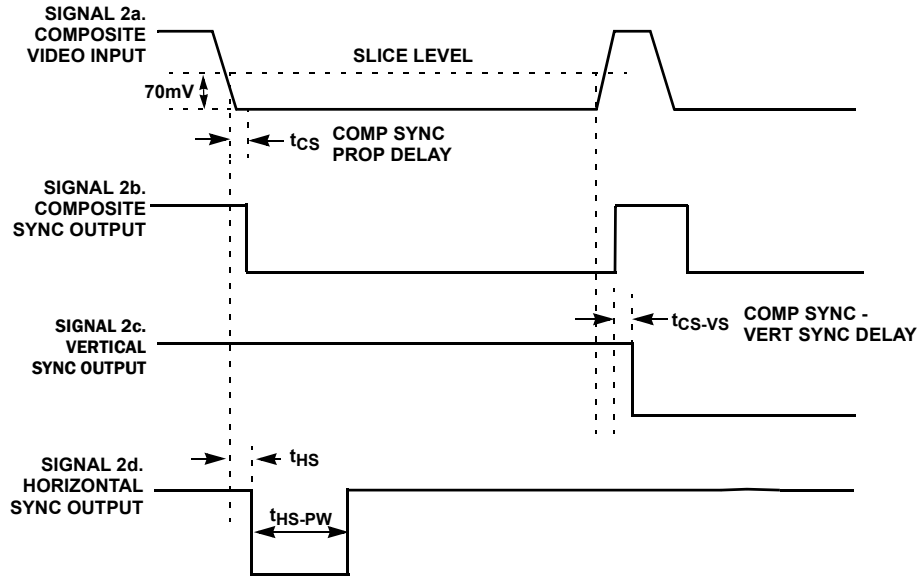 SIGNAL 2a.
COMPOSITE
VIDEO INPUT
SLICE LEVEL
70mV
tCS
COMP SYNC
PROP DELAY
SIGNAL 2b.
COMPOSITE
SYNC OUTPUT
tCS-VS
COMP SYNC -
VERT SYNC DELAY
SIGNAL 2c.
VERTICAL
SYNC OUTPUT
tHS
SIGNAL 2d.
HORIZONTAL
SYNC OUTPUT
tHS-PW